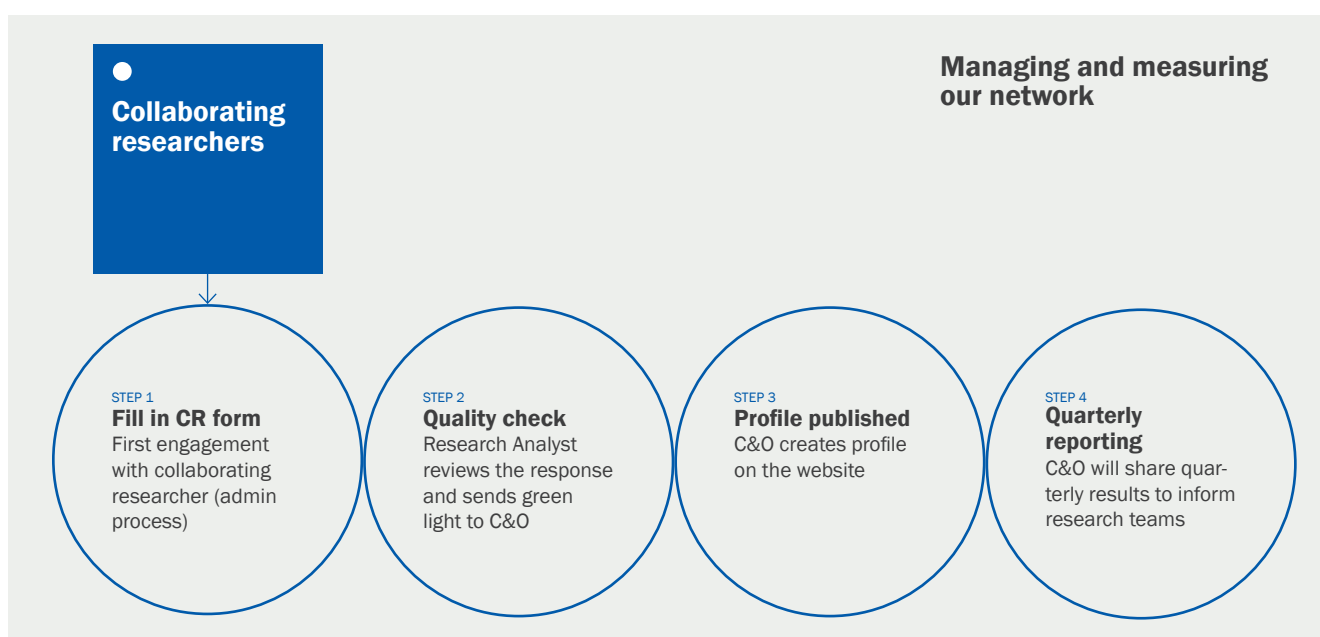 Collaborating
researchers
Managing and measuring
our network
STEP 1
Fill in CR form
First engagement
with collaborating
researcher (admin
process)
STEP 2
Quality check
Research Analyst
reviews the response
and sends green
light to C&O
STEP 3
Profile published
C&O creates profile
on the website
STEP 4
Quarterly
reporting
C&O will share quar-
terly results to inform
research teams